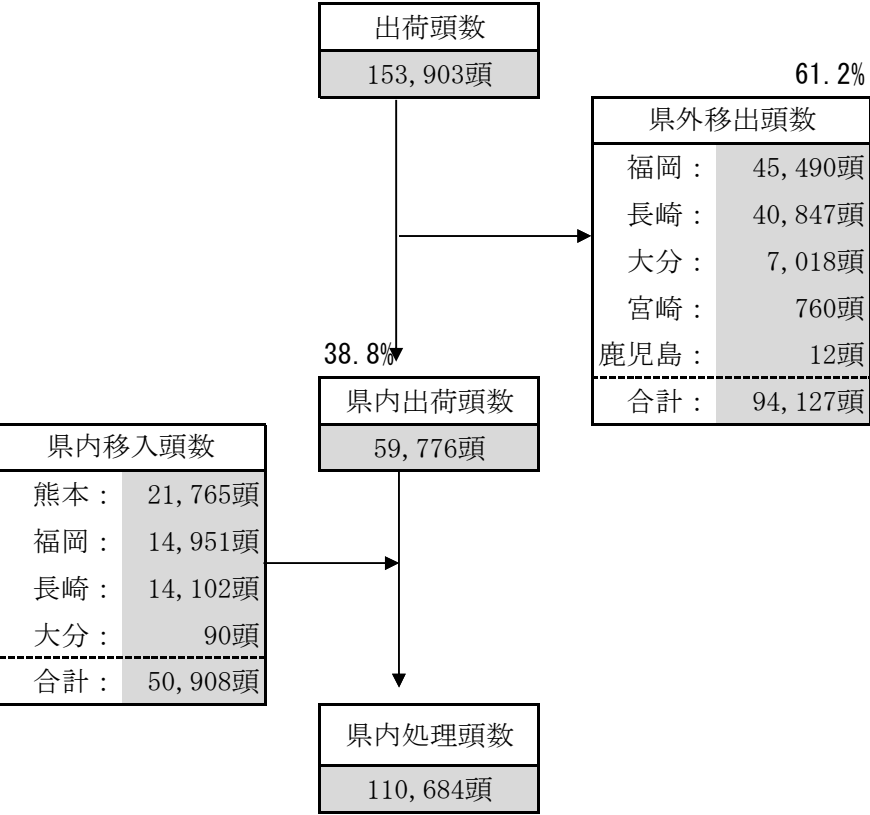 出荷頭数
153,903頭
61.2%
県外移出頭数
福岡： 45,490頭
長崎： 40,847頭
大分： 7,018頭
宮崎： 760頭
鹿児島： 12頭
合計： 94,127頭
38.8%
県内出荷頭数
59,776頭
県内移入頭数
熊本： 21,765頭
福岡： 14,951頭
長崎： 14,102頭
大分： 90頭
合計： 50,908頭
県内処理頭数
110,684頭